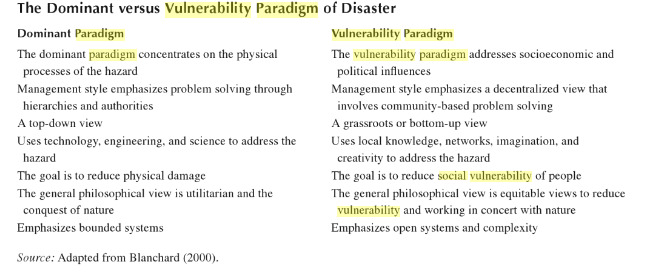 The Dominant versus Vulnerability Paradigm of Disaster
Dominant Paradigm
The dominant paradigm concentrates on the physical
processes of the hazard
Management style emphasizes problem solving through
hierarchies and authorities
A top-down view
Uses technology, engineering, and science to address the
hazard
The goal is to reduce physical damage
The general philosophical view is utilitarian and the
conquest of nature
Emphasizes bounded systems
Vulnerability Paradigm
The vulnerability paradigm addresses socioeconomic and
political influences
Management style emphasizes a decentralized view that
involves community-based problem solving
A grassroots or bottom-up view
Uses local knowledge, networks, imagination, and
creativity to address the hazard
The goal is to reduce social vulnerability of people
The general philosophical view is equitable views to reduce
vulnerability and working in concert with nature
Emphasizes open systems and complexity
Source: Adapted from Blanchard (2000).